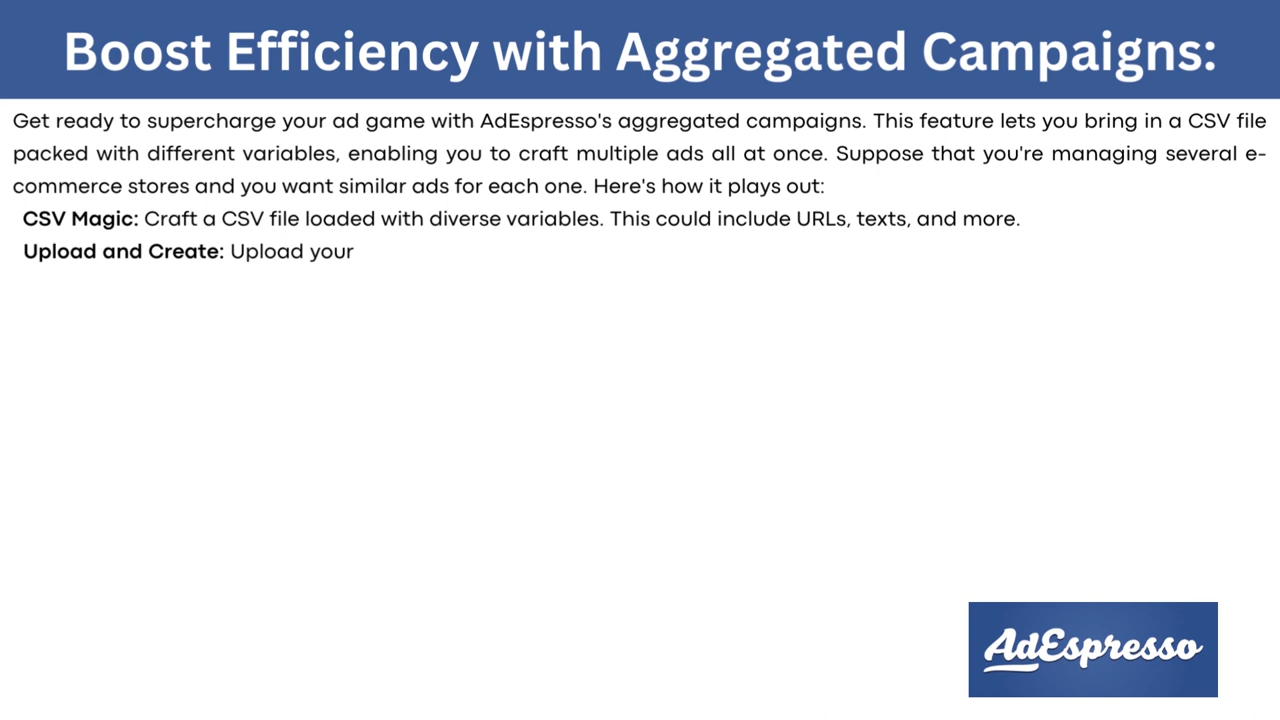 Boost Efficiency with Aggregated Campaigns:
Get ready to supercharge your ad game with AdEspresso's aggregated campaigns. This feature lets you bring in a CSV file
packed with different variables, enabling you to craft multiple ads all at once. Suppose that you're managing several e-
commerce stores and you want similar ads for each one. Here's how it plays out:
CSV Magic: Craft a CSV file loaded with diverse variables. This could include URLs, texts, and more.
Upload and Create: Upload your
AdEspresso